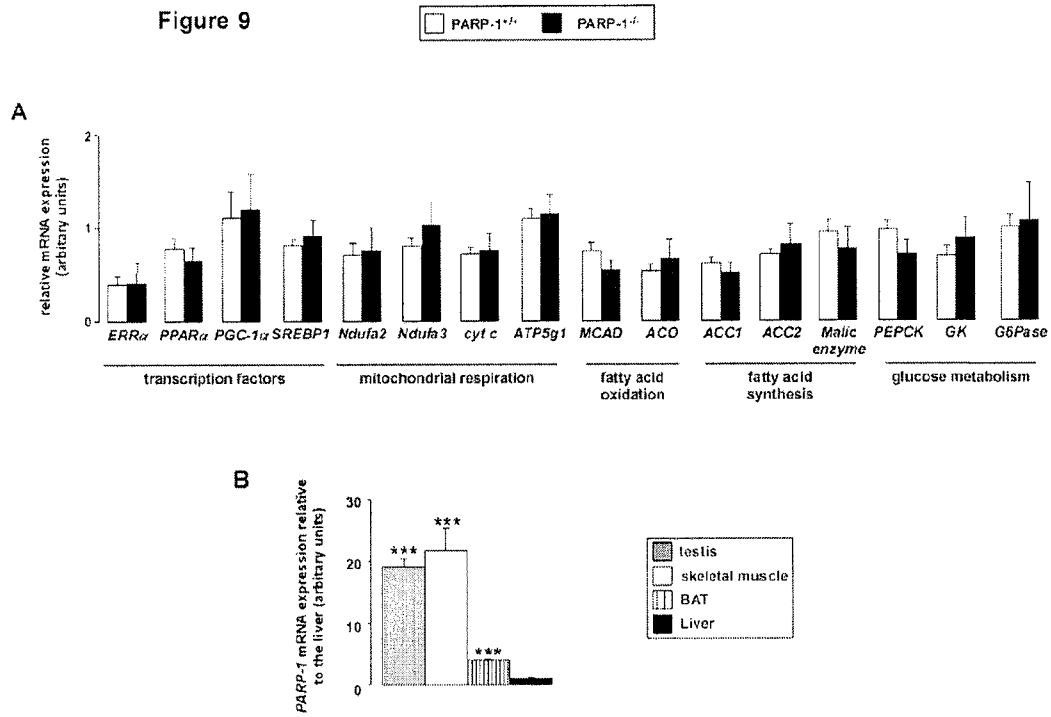 Figure 9
PARP-1+/+ PARP-1-/-
A
relative mRNA expression
(arbitary units)
2
1
0
ERRα PPARα PGC-1α SREBP1 Ndufa2 Ndufa3 cyt c ATP5g1 MCAD ACO ACC1 ACC2 Malic enzyme PEPCK GK G6Pase
transcription factors
mitochondrial respiration
fatty acid
oxidation
fatty acid
synthesis
glucose metabolism
B
PARP-1 mRNA expression relative
to the liver (arbitary units)
30
20
10
0
***
***
***
testis
skeletal muscle
BAT
Liver